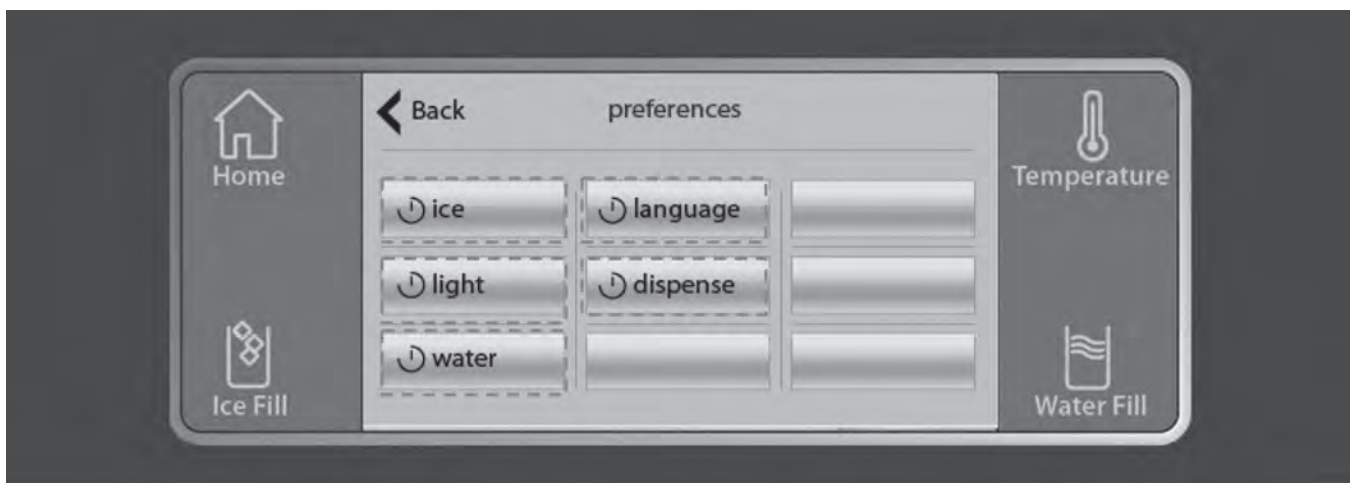 Home
Ice Fill
Back preferences
ice language
light dispense
water
Temperature
Water Fill